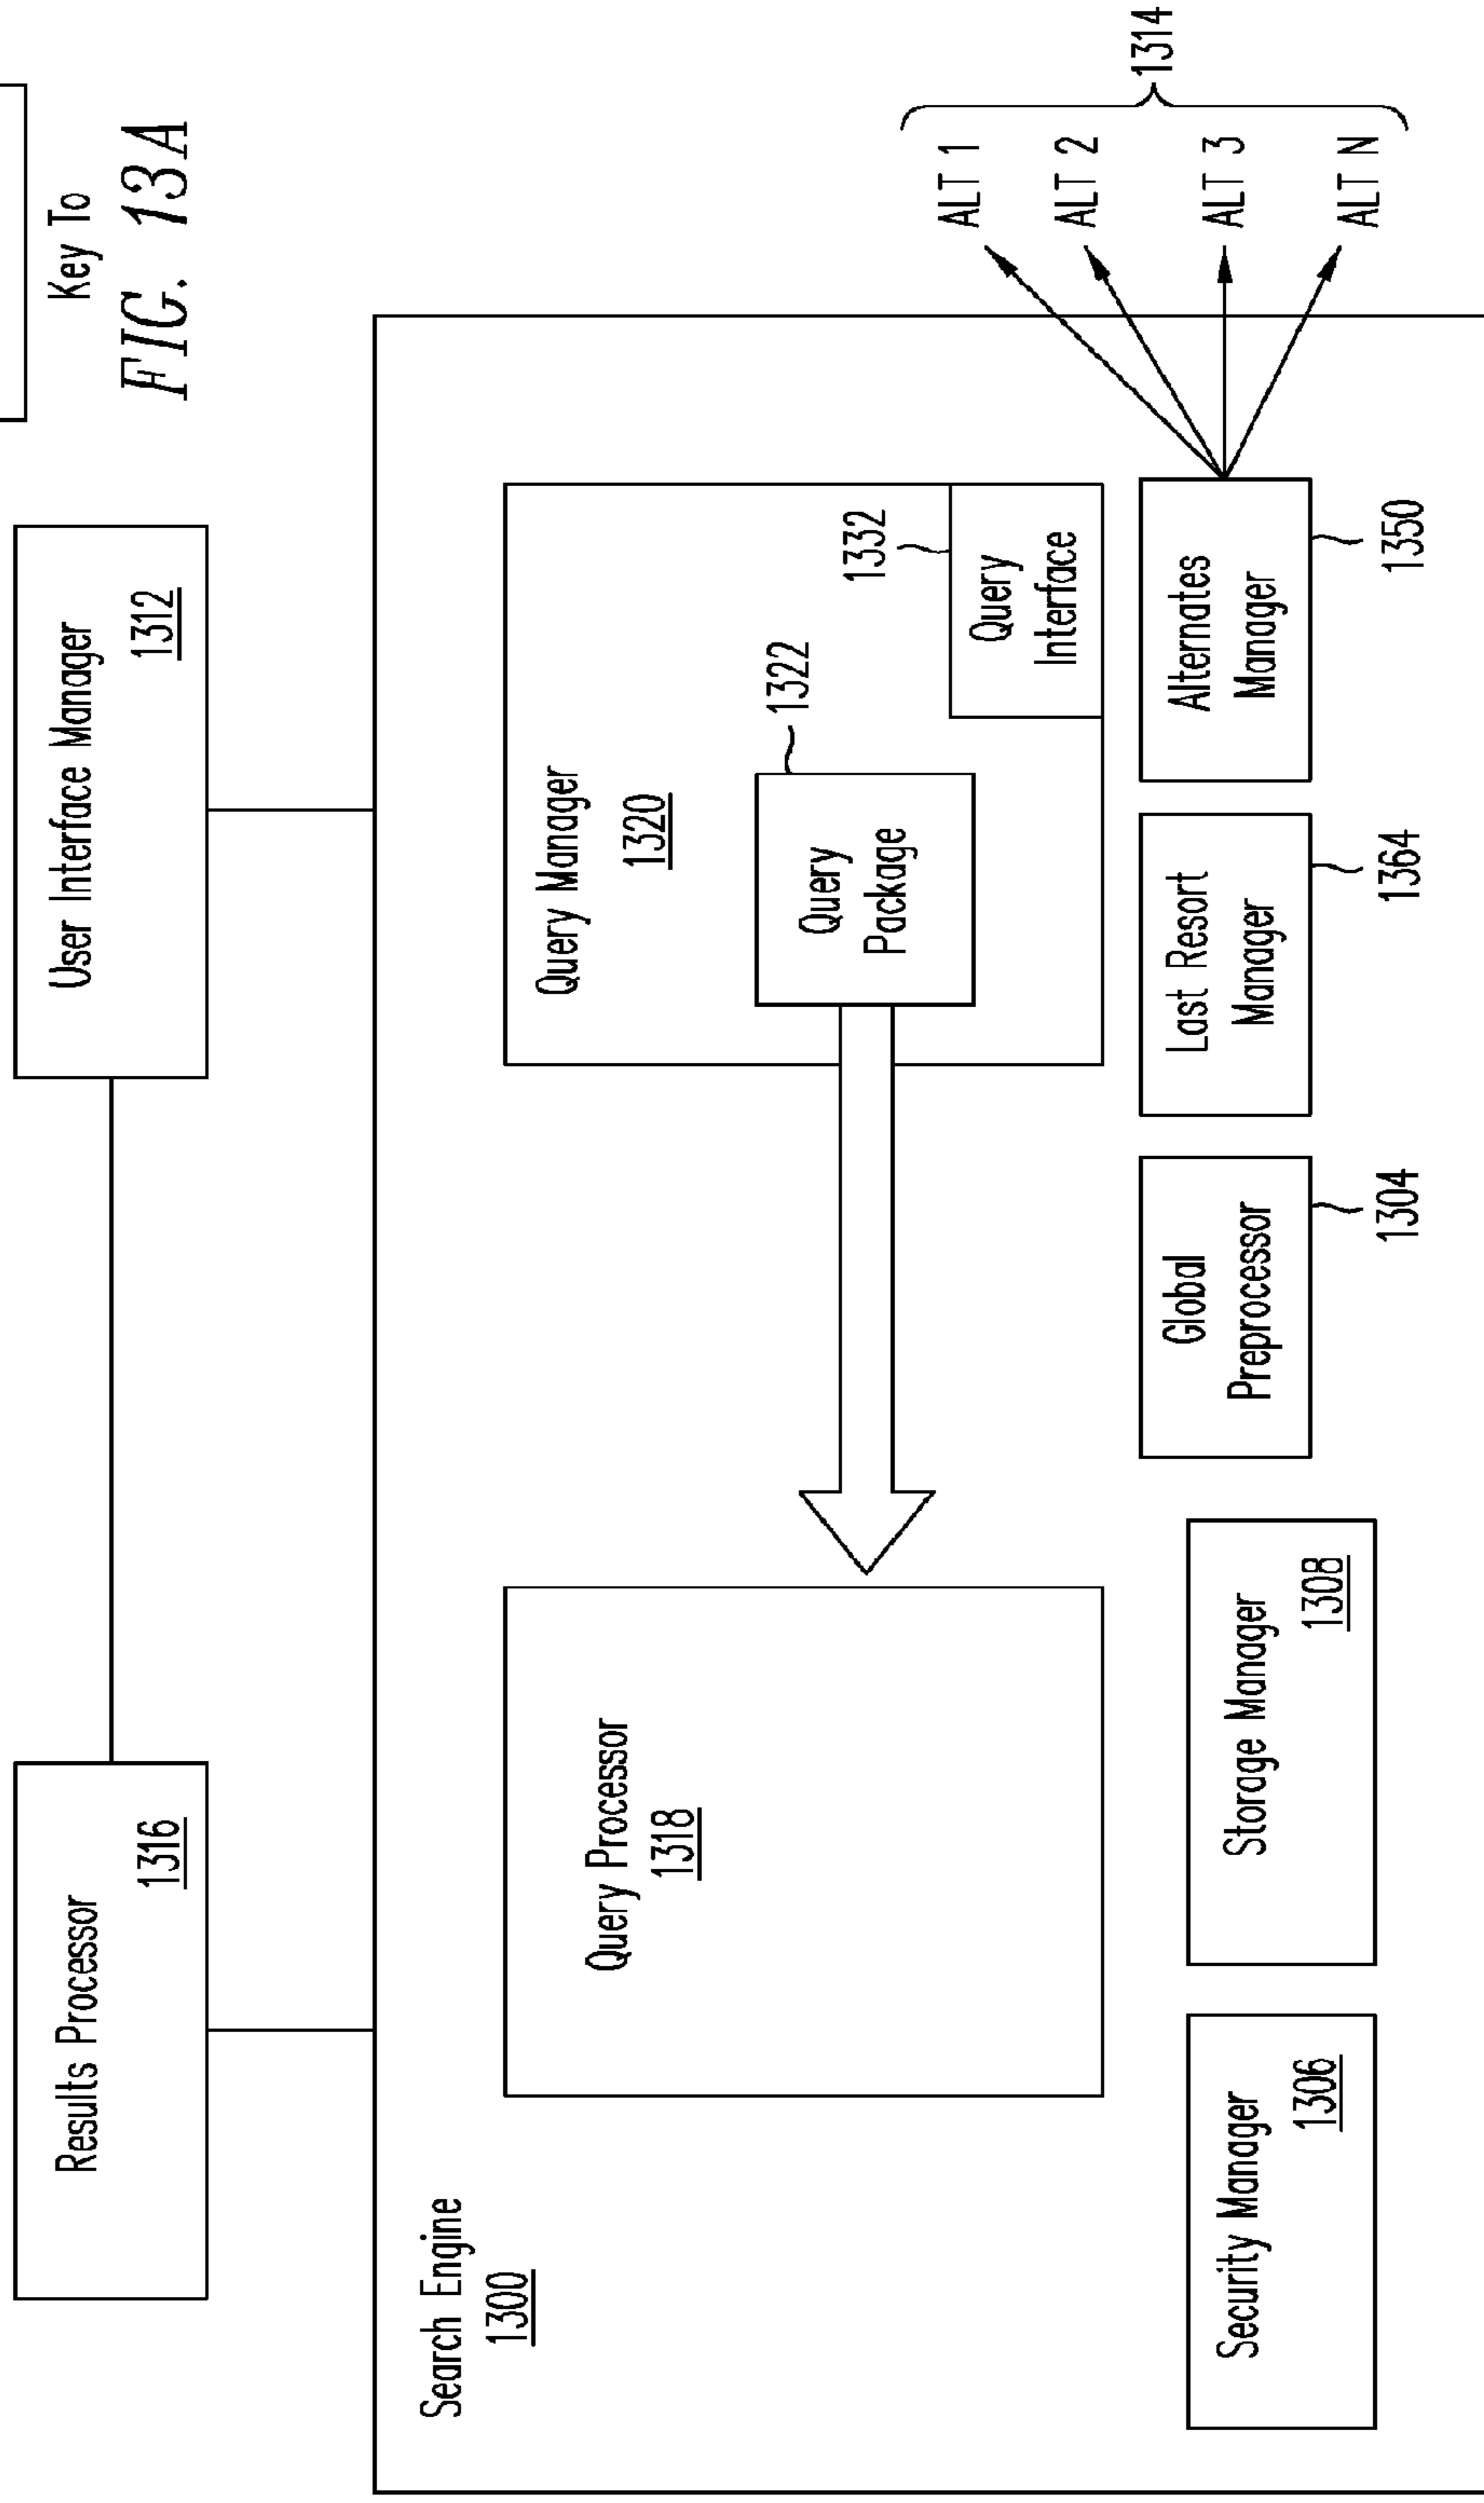 Key To
FIG. 13A
Results Processor
1316
User Interface Manager
1312
Search Engine
1300
Query Processor
1318
Query Manager
1320
1322
Query
Package
1332
Query
Interface
Security Manager
1306
Storage Manager
1308
Global
Preprocessor
1304
Last Resort
Manager
1364
Alternates
Manager
1350
ALT 1
ALT 2
ALT 3
ALT N
1314